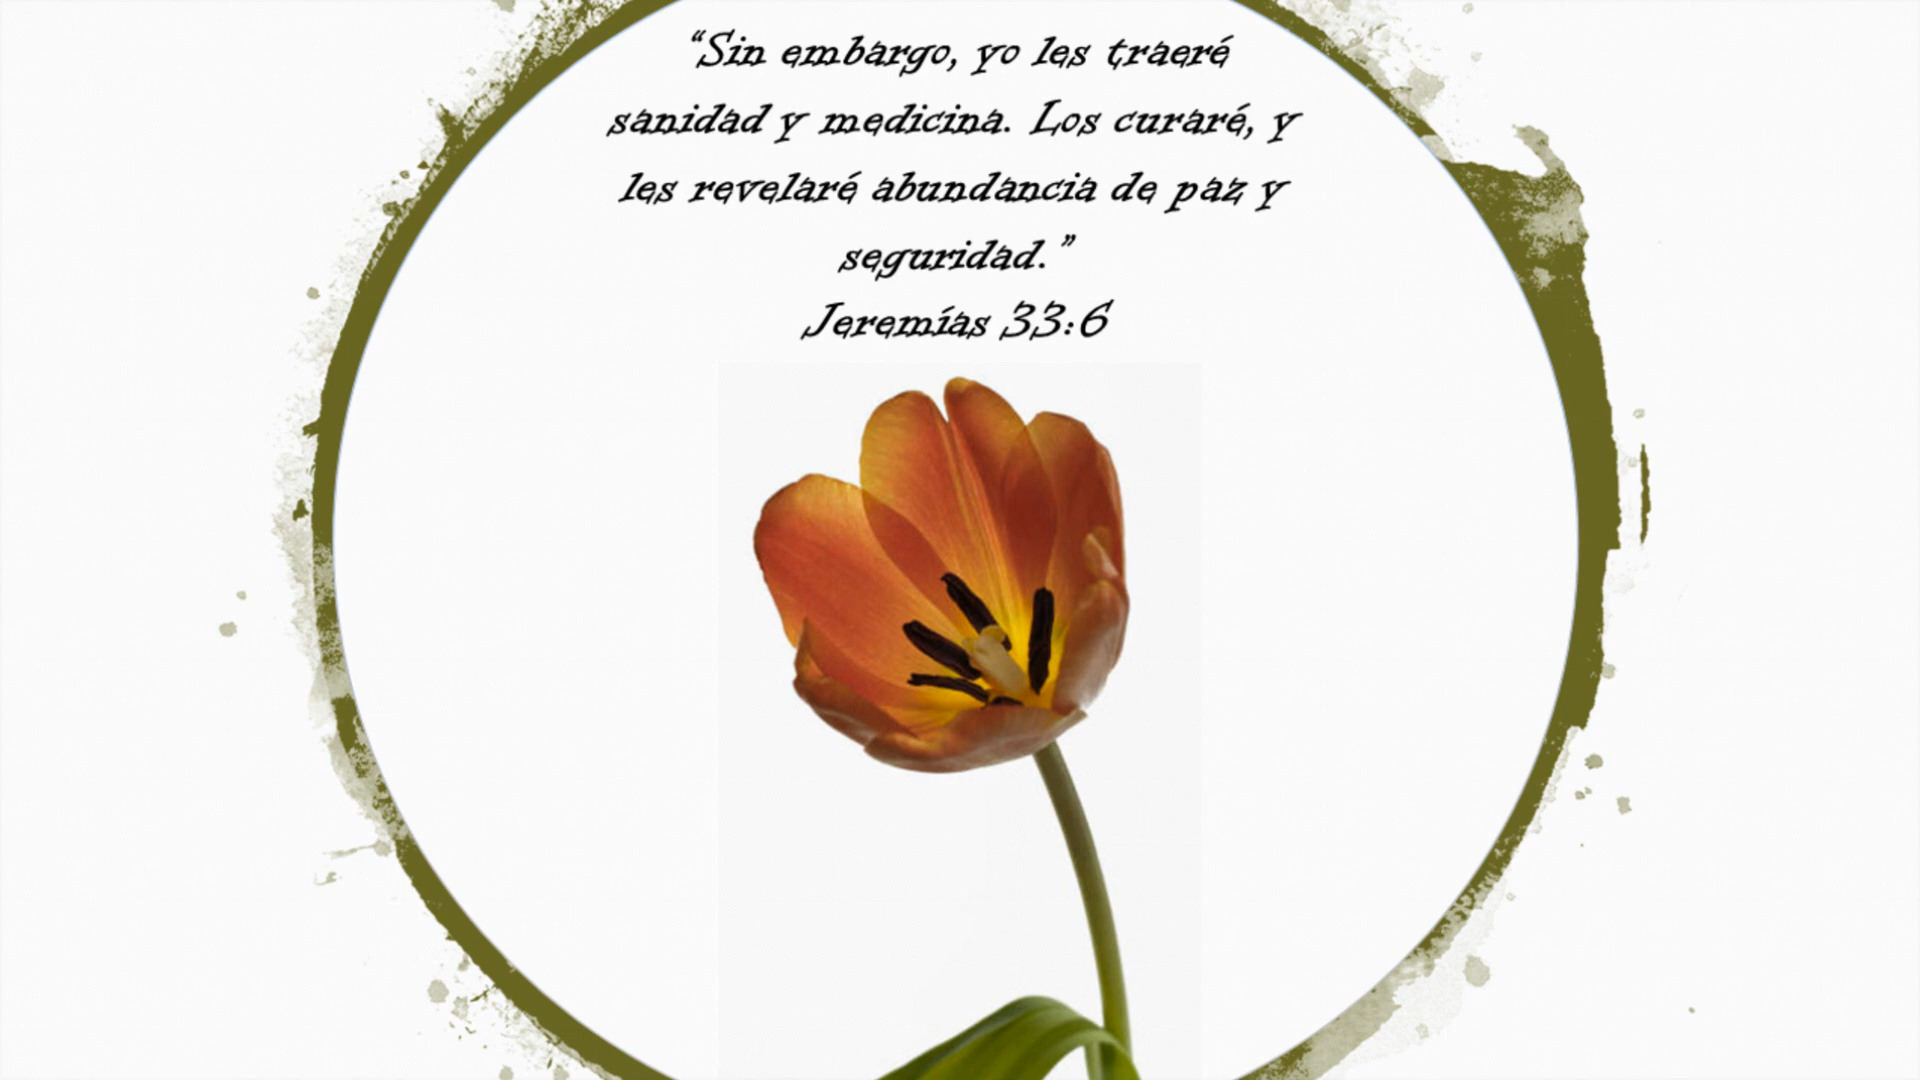 “Sin embargo, yo les traeré
sanidad y medicina. Los curaré, y
les revelaré abundancia de paz y
seguridad.”
Jeremías 33:6